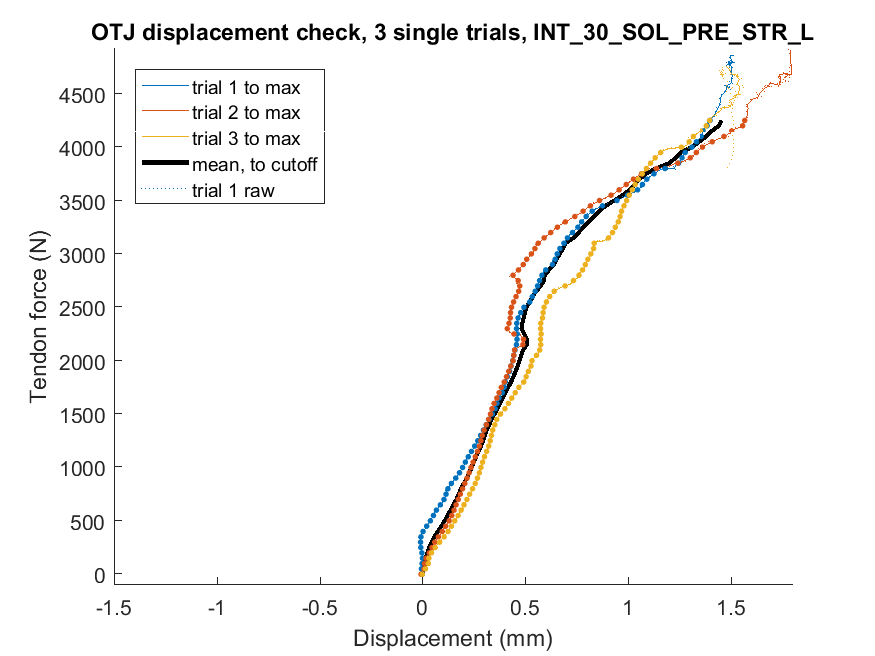 OTJ displacement check, 3 single trials, INT_30_SOL_PRE_STR_L
trial 1 to max
trial 2 to max
trial 3 to max
mean, to cutoff
trial 1 raw
4500
4000
3500
3000
2500
2000
1500
1000
500
0
Tendon force (N)
-1.5 -1 -0.5 0 0.5 1 1.5
Displacement (mm)